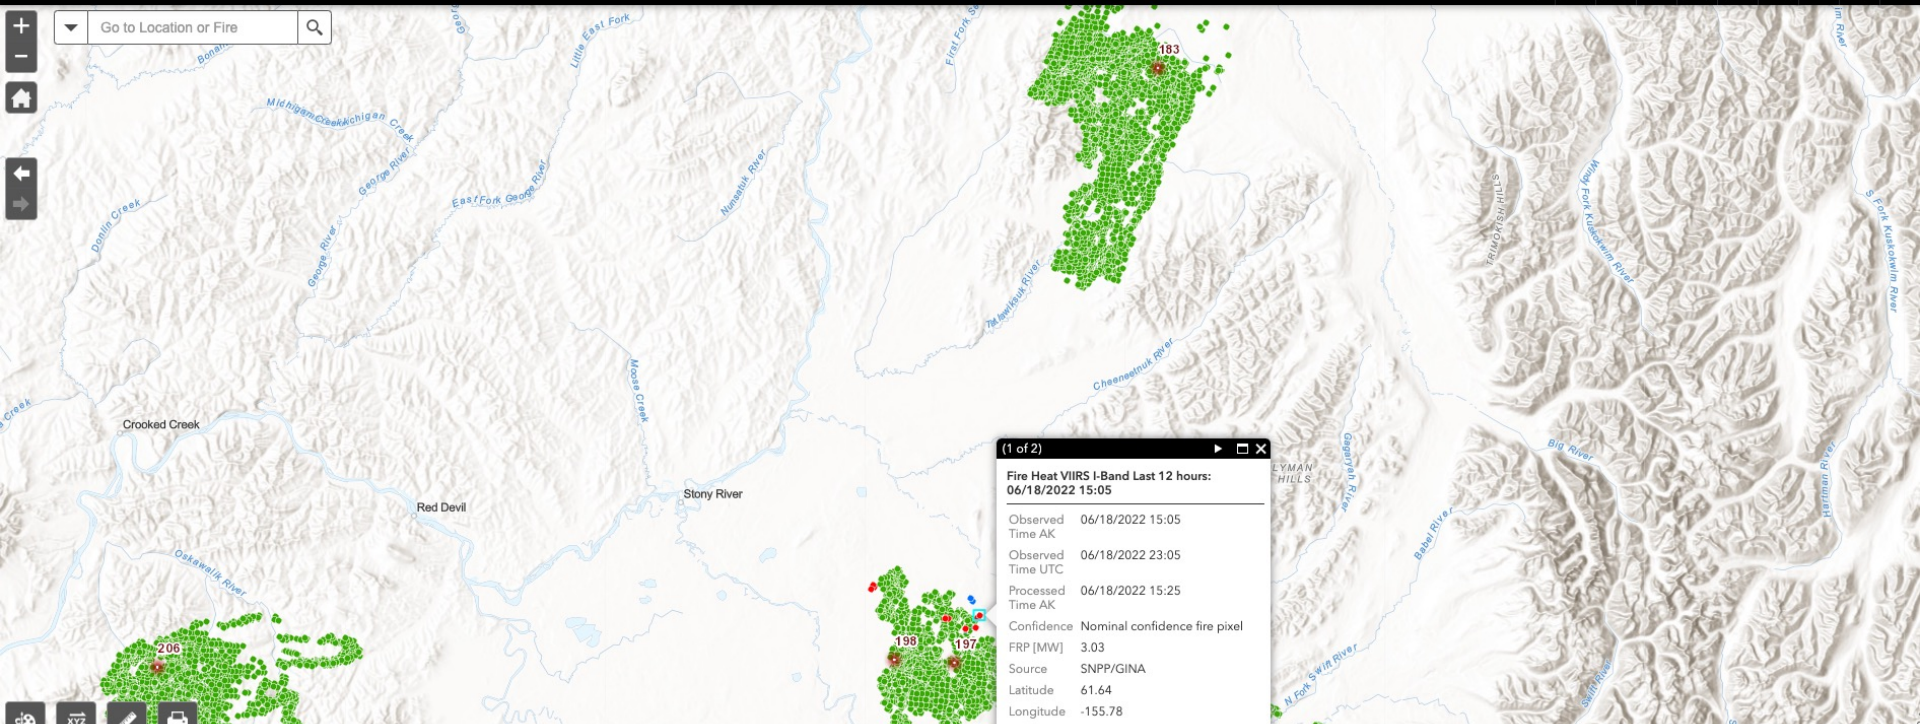 Go to Location or Fire
Little East Fork
First Fork
183
Michigan Creek
George River
East Fork George River
Nunsatuk River
Donlin Creek
George River
Tatlawiksuk River
TRIMOKISH HILLS
Windy Fork Kuskokwim River
S Fork Kuskokwim River
Moose Creek
Cheeneetnuk River
Creek
Crooked Creek
Gagaryah River
LYMAN
HILLS
Big River
Hartman River
Stony River
Red Devil
Babel River
Oskawalik River
(1 of 2)
Fire Heat VIIRS I-Band Last 12 hours:
06/18/2022 15:05
Observed Time AK 06/18/2022 15:05
Observed Time UTC 06/18/2022 23:05
Processed Time AK 06/18/2022 15:25
Confidence Nominal confidence fire pixel
FRP [MW] 3.03
Source SNPP/GINA
Latitude 61.64
Longitude -155.78
206
198
197
N Fork Swift River
Swift River
XYZ